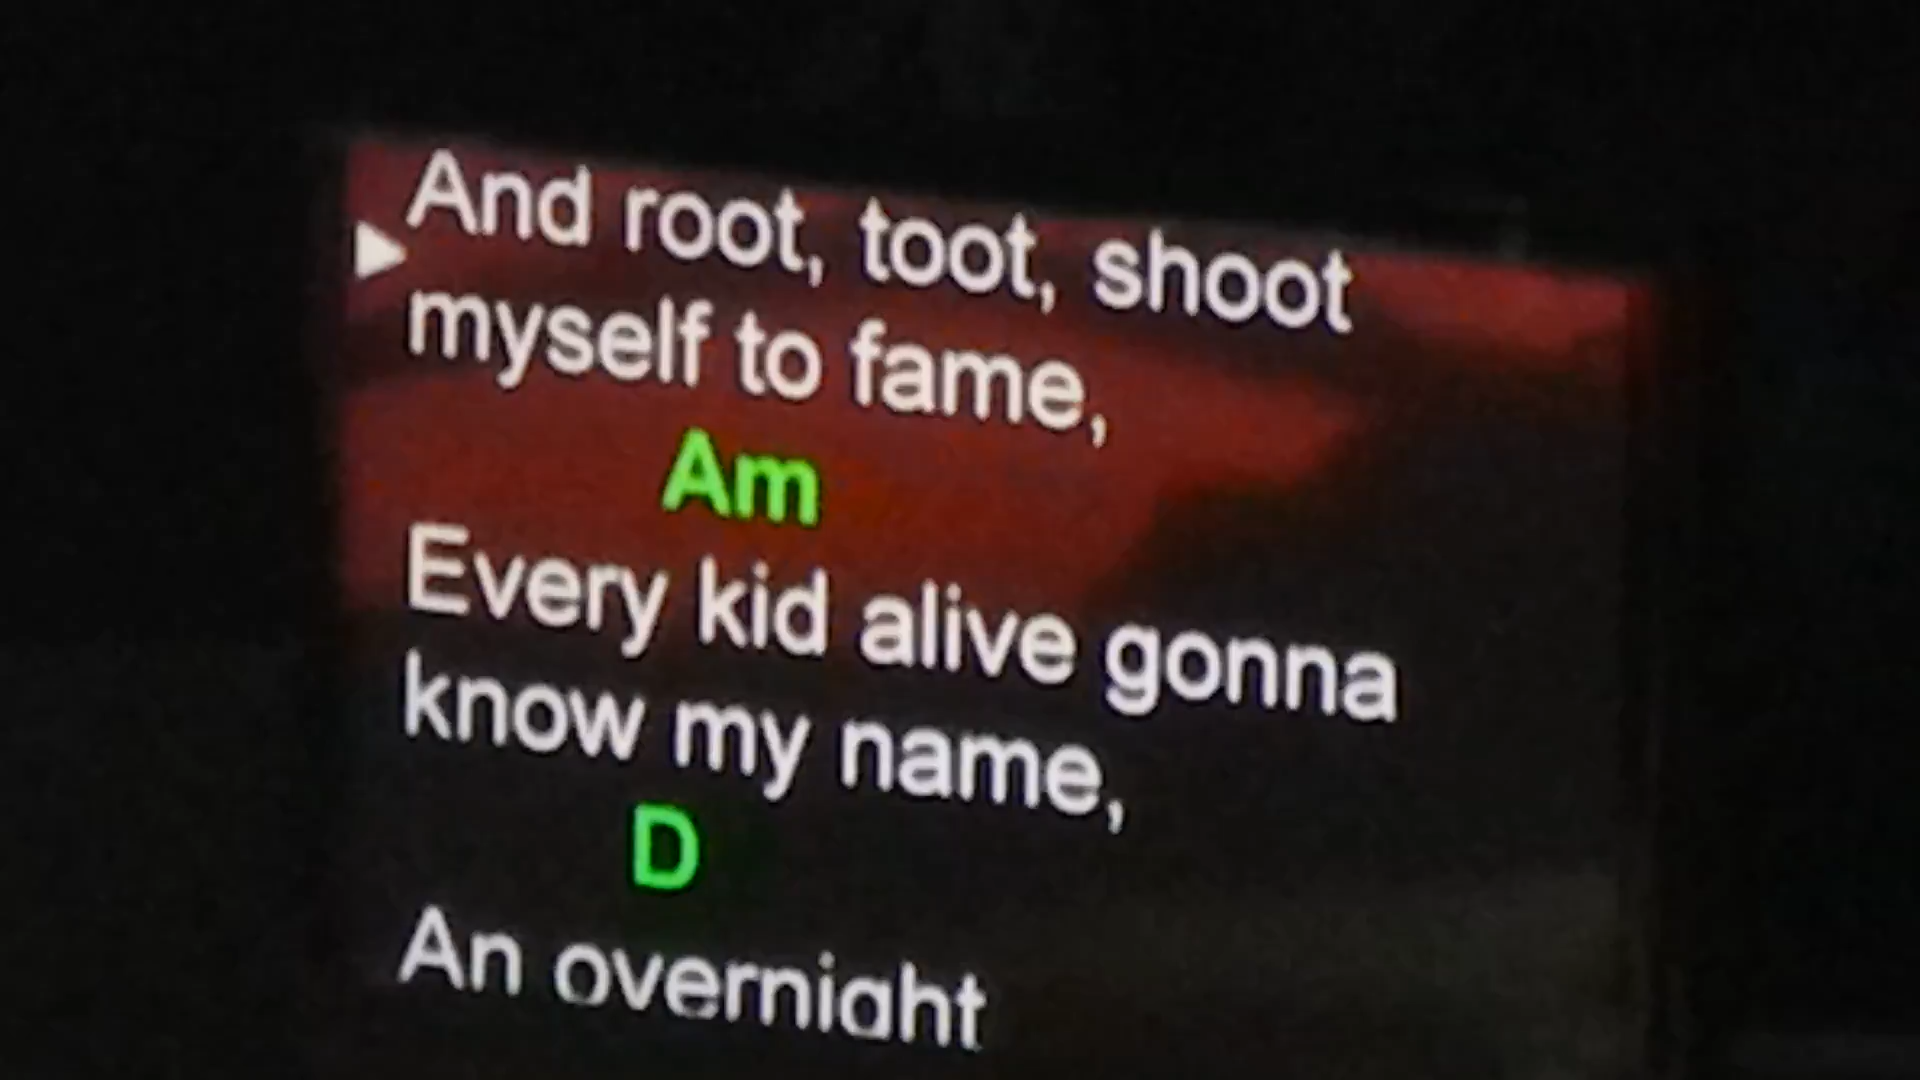 And root, toot, shoot
myself to fame,
Am
Every kid alive gonna
know my name,
D
An overnight